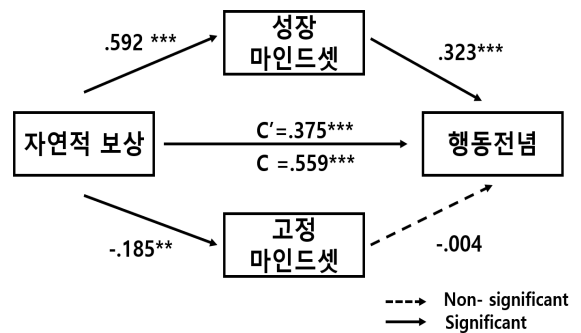 성장
마인드셋
.592 ***
.323***
자연적 보상
C′=.375***
C =.559***
행동전념
-.185**
고정
마인드셋
-.004
Non- significant
Significant